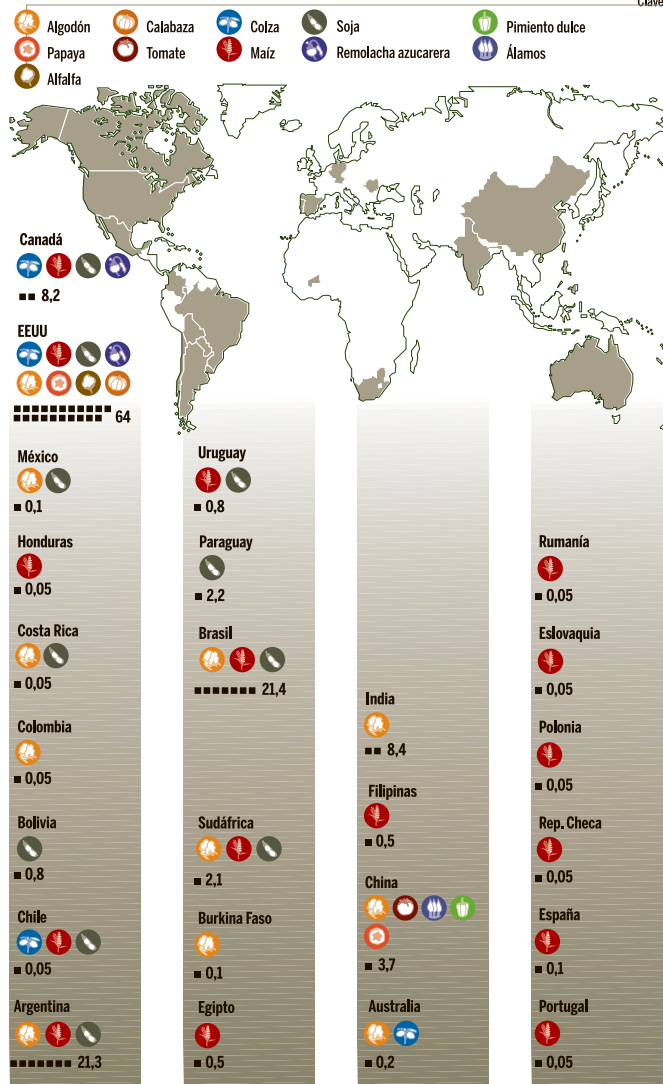 Clave
Algodón
Calabaza
Colza
Soja
Pimiento dulce
Papaya
Tomate
Maíz
Remolacha azucarera
Álamos
Alfalfa
Canadá
8,2
EEUU
64
México
0,1
Honduras
0,05
Costa Rica
0,05
Colombia
0,05
Bolivia
0,8
Chile
0,05
Argentina
21,3
Uruguay
0,8
Paraguay
2,2
Brasil
21,4
Sudáfrica
2,1
Burkina Faso
0,1
Egipto
0,5
India
8,4
Filipinas
0,5
China
3,7
Australia
0,2
Rumanía
0,05
Eslovaquia
0,05
Polonia
0,05
Rep. Checa
0,05
España
0,1
Portugal
0,05